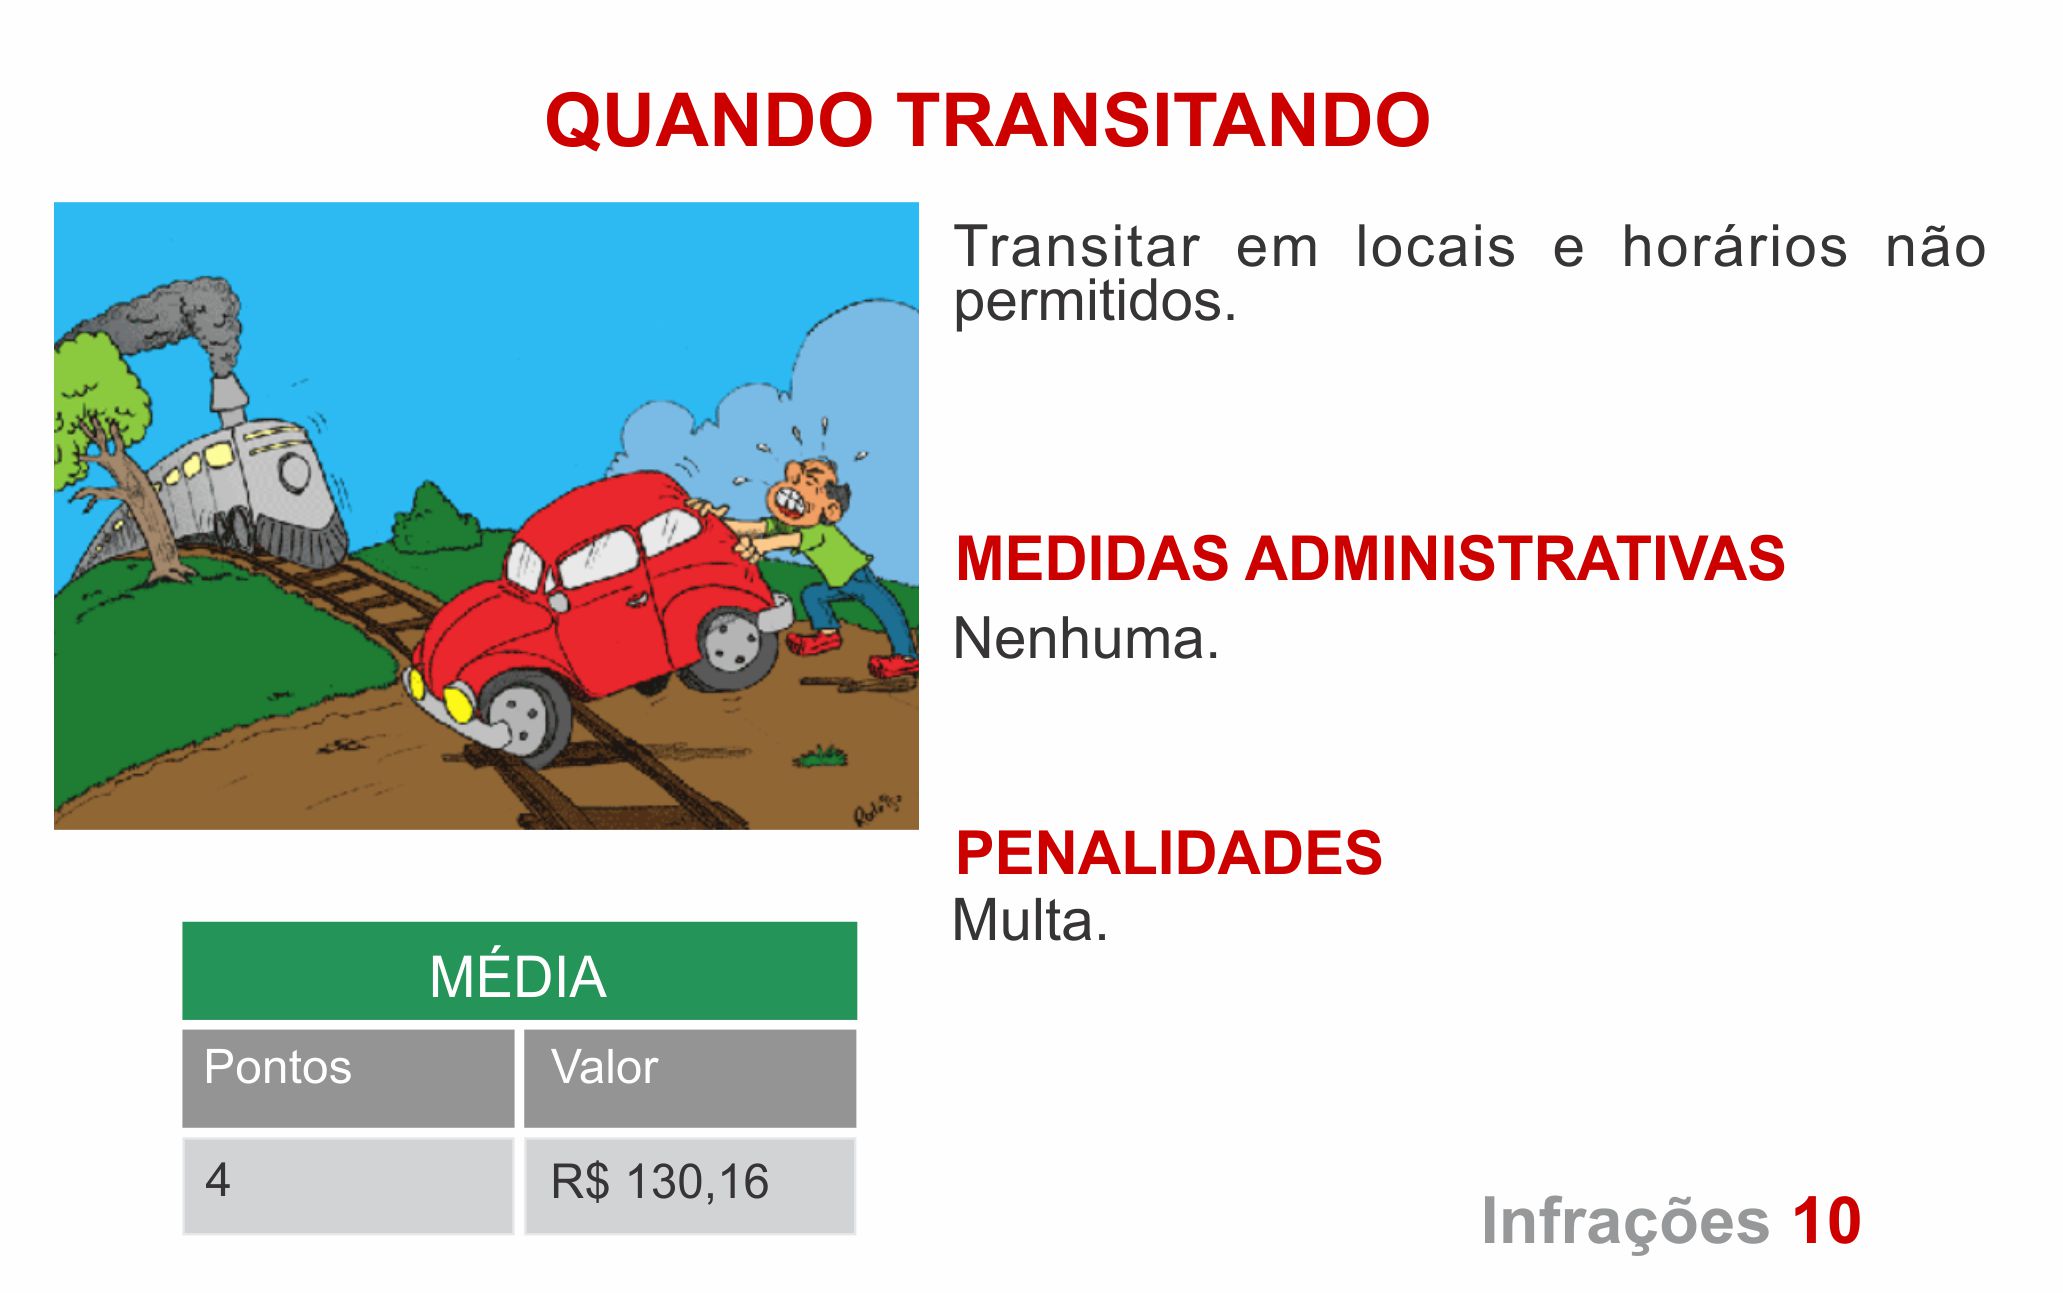 QUANDO TRANSITANDO
Transitar em locais e horários não
permitidos.
MEDIDAS ADMINISTRATIVAS
Nenhuma.
PENALIDADES
Multa.
MÉDIA
Pontos Valor
4 R$ 130,16
Rodrigo
Infrações 10